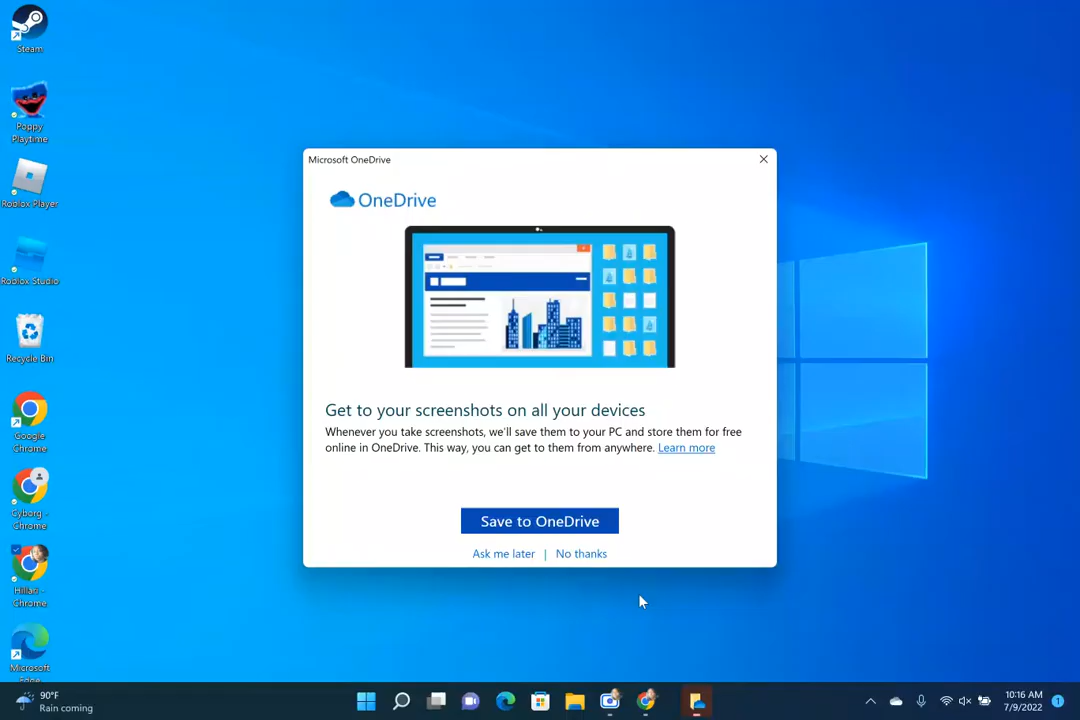 Steam
Poppy
Playtime
Roblox Player
Roblox Studio
Recycle Bin
Google
Chrome
Cyborg -
Chrome
Hillari -
Chrome
Microsoft
Edge
Microsoft OneDrive
OneDrive
Get to your screenshots on all your devices
Whenever you take screenshots, we'll save them to your PC and store them for free
online in OneDrive. This way, you can get to them from anywhere. Learn more
Save to OneDrive
Ask me later | No thanks
90°F
Rain coming
10:16 AM
7/9/2022
1